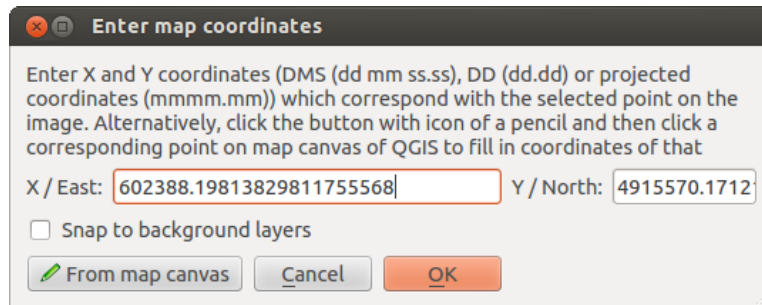 Enter map coordinates
Enter X and Y coordinates (DMS (dd mm ss.ss), DD (dd.dd) or projected
coordinates (mmmm.mm)) which correspond with the selected point on the
image. Alternatively, click the button with icon of a pencil and then click a
corresponding point on map canvas of QGIS to fill in coordinates of that
X / East: 602388.19813829811755568 Y / North: 4915570.1712
Snap to background layers
From map canvas Cancel OK